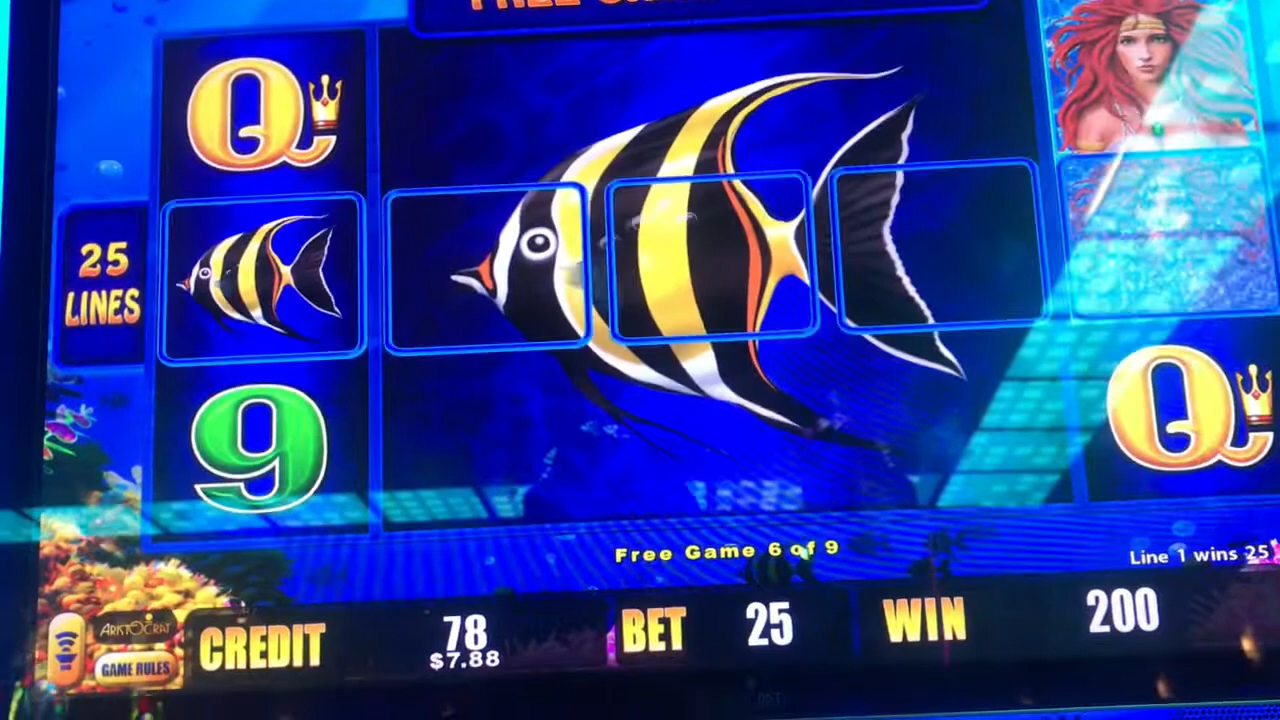 Q
25
LINES
9
Q
Free Game 6 of 9
Line 1 wins 25
ARISTOCRAT
GAME RULES
CREDIT
78
$7.88
BET
25
WIN
200